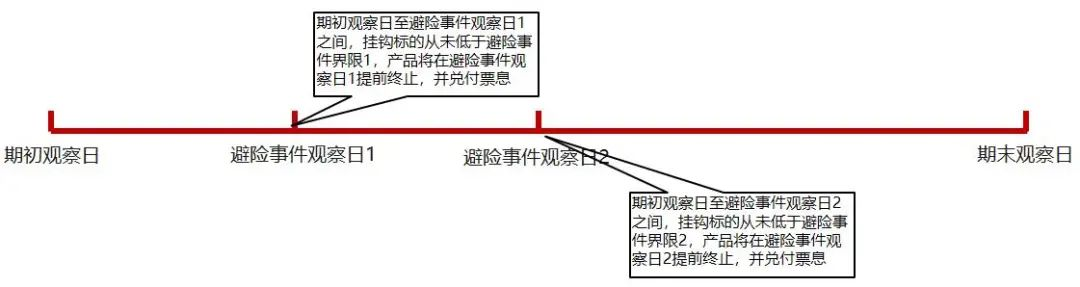 期初观察日至避险事件观察日1
之间，挂钩标的从未低于避险事
件界限1，产品将在避险事件观
察日1提前终止，并兑付票息
期初观察日
避险事件观察日1
避险事件观察日2
期末观察日
期初观察日至避险事件观察日2
之间，挂钩标的从未低于避险事
件界限2，产品将在避险事件观
察日2提前终止，并兑付票息